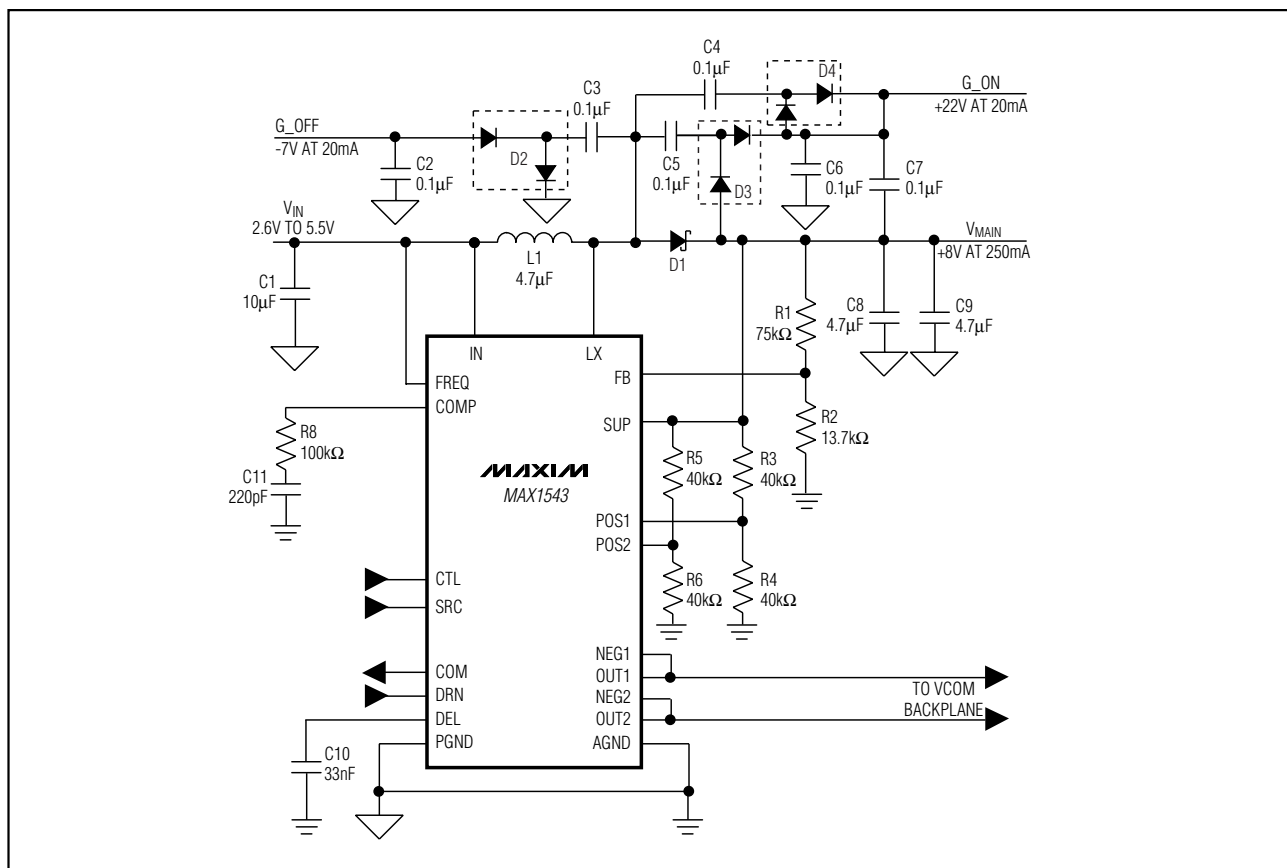 C4
0.1µF
D4
G_ON
+22V AT 20mA
C3
0.1µF
G_OFF
-7V AT 20mA
D2
C2
0.1µF
C5
0.1µF
D3
C6
0.1µF
C7
0.1µF
VIN
2.6V TO 5.5V
L1
4.7µF
D1
VMAIN
+8V AT 250mA
C1
10µF
R1
75kΩ
C8
4.7µF
C9
4.7µF
IN
LX
FREQ
COMP
FB
SUP
R2
13.7kΩ
R8
100kΩ
C11
220pF
MAXIM
MAX1543
R5
40kΩ
R3
40kΩ
POS1
POS2
CTL
SRC
R6
40kΩ
R4
40kΩ
COM
DRN
DEL
PGND
NEG1
OUT1
NEG2
OUT2
AGND
TO VCOM
BACKPLANE
C10
33nF